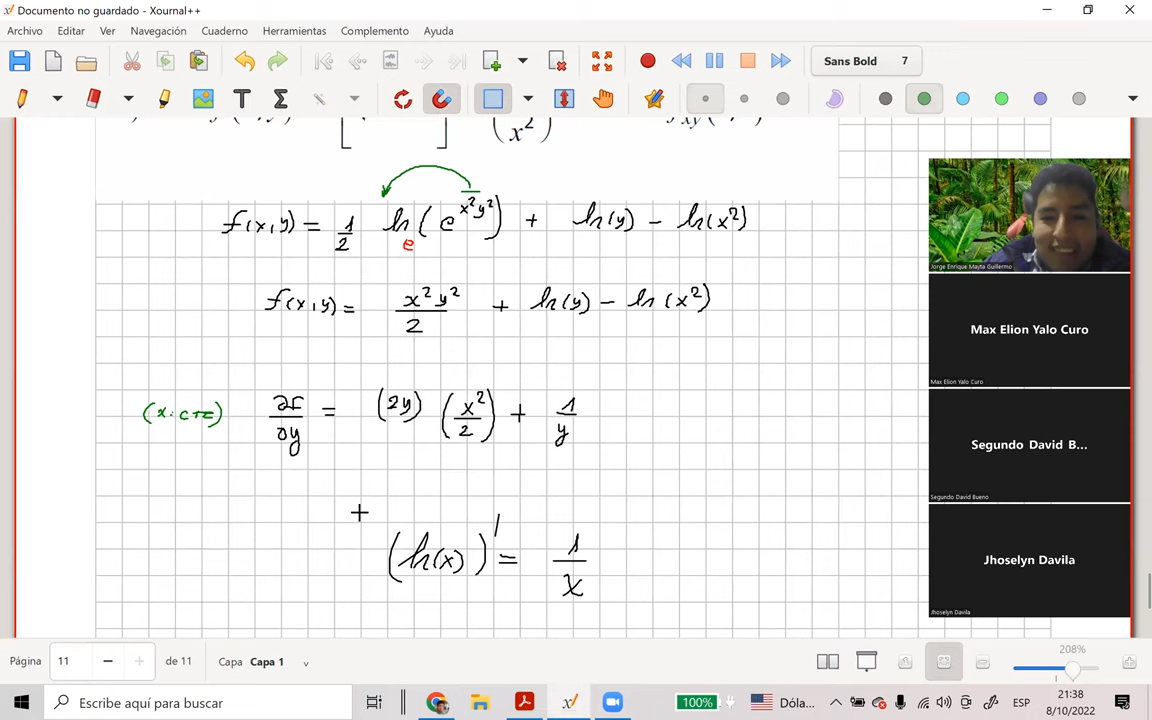 Documento no guardado - Xournal++
Archivo Editar Ver Navegación Cuaderno Herramientas Complemento Ayuda
Sans Bold 7
x²
f(x,y) = 1/2 ln_e(e^(x²y²)) + ln(y) - ln(x²)
f(x,y) = x²y²/2 + ln(y) - ln(x²)
(x: cte) ∂f/∂y = (2y) (x²/2) + 1/y
(ln(x))' = 1/x
Jorge Enrique Mayta Guillermo
Max Elion Yalo Curo
Max Elion Yalo Curo
Segundo David B...
Segundo David Bueno
Jhoselyn Davila
Jhoselyn Davila
Página 11 de 11 Capa Capa 1
208%
Escribe aquí para buscar
100%
Dóla...
ESP
21:38
8/10/2022